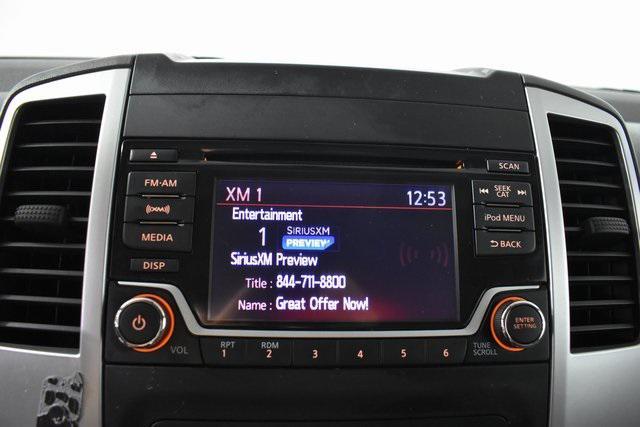 SCAN
FM·AM
XM
MEDIA
DISP
XM 1 12:53
Entertainment
1 SIRIUSXM
PREVIEW
SiriusXM Preview
Title : 844-711-8800
Name : Great Offer Now!
SEEK
CAT
iPod MENU
BACK
VOL
RPT
1
RDM
2
3
4
5
6
TUNE
SCROLL
ENTER
SETTING